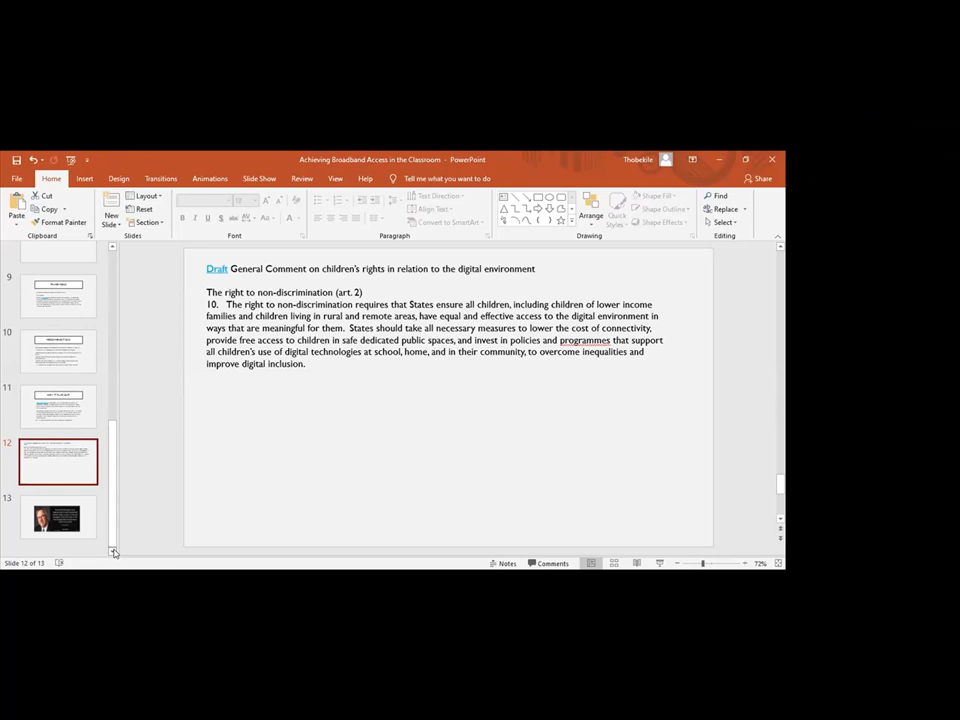 Achieving Broadband Access in the Classroom - PowerPoint
Thobekile
File Home Insert Design Transitions Animations Slide Show Review View Help Tell me what you want to do Share
Paste
Cut
Copy
Format Painter
Clipboard
New Slide
Layout
Reset
Section
Slides
18
Font
Text Direction
Align Text
Convert to SmartArt
Paragraph
Arrange
Quick Styles
Shape Fill
Shape Outline
Shape Effects
Drawing
Find
Replace
Select
Editing
9
10
11
12
13
Draft General Comment on children's rights in relation to the digital environment
The right to non-discrimination (art. 2)
10. The right to non-discrimination requires that States ensure all children, including children of lower income
families and children living in rural and remote areas, have equal and effective access to the digital environment in
ways that are meaningful for them. States should take all necessary measures to lower the cost of connectivity,
provide free access to children in safe dedicated public spaces, and invest in policies and programmes that support
all children's use of digital technologies at school, home, and in their community, to overcome inequalities and
improve digital inclusion.
Slide 12 of 13
Notes Comments 72%